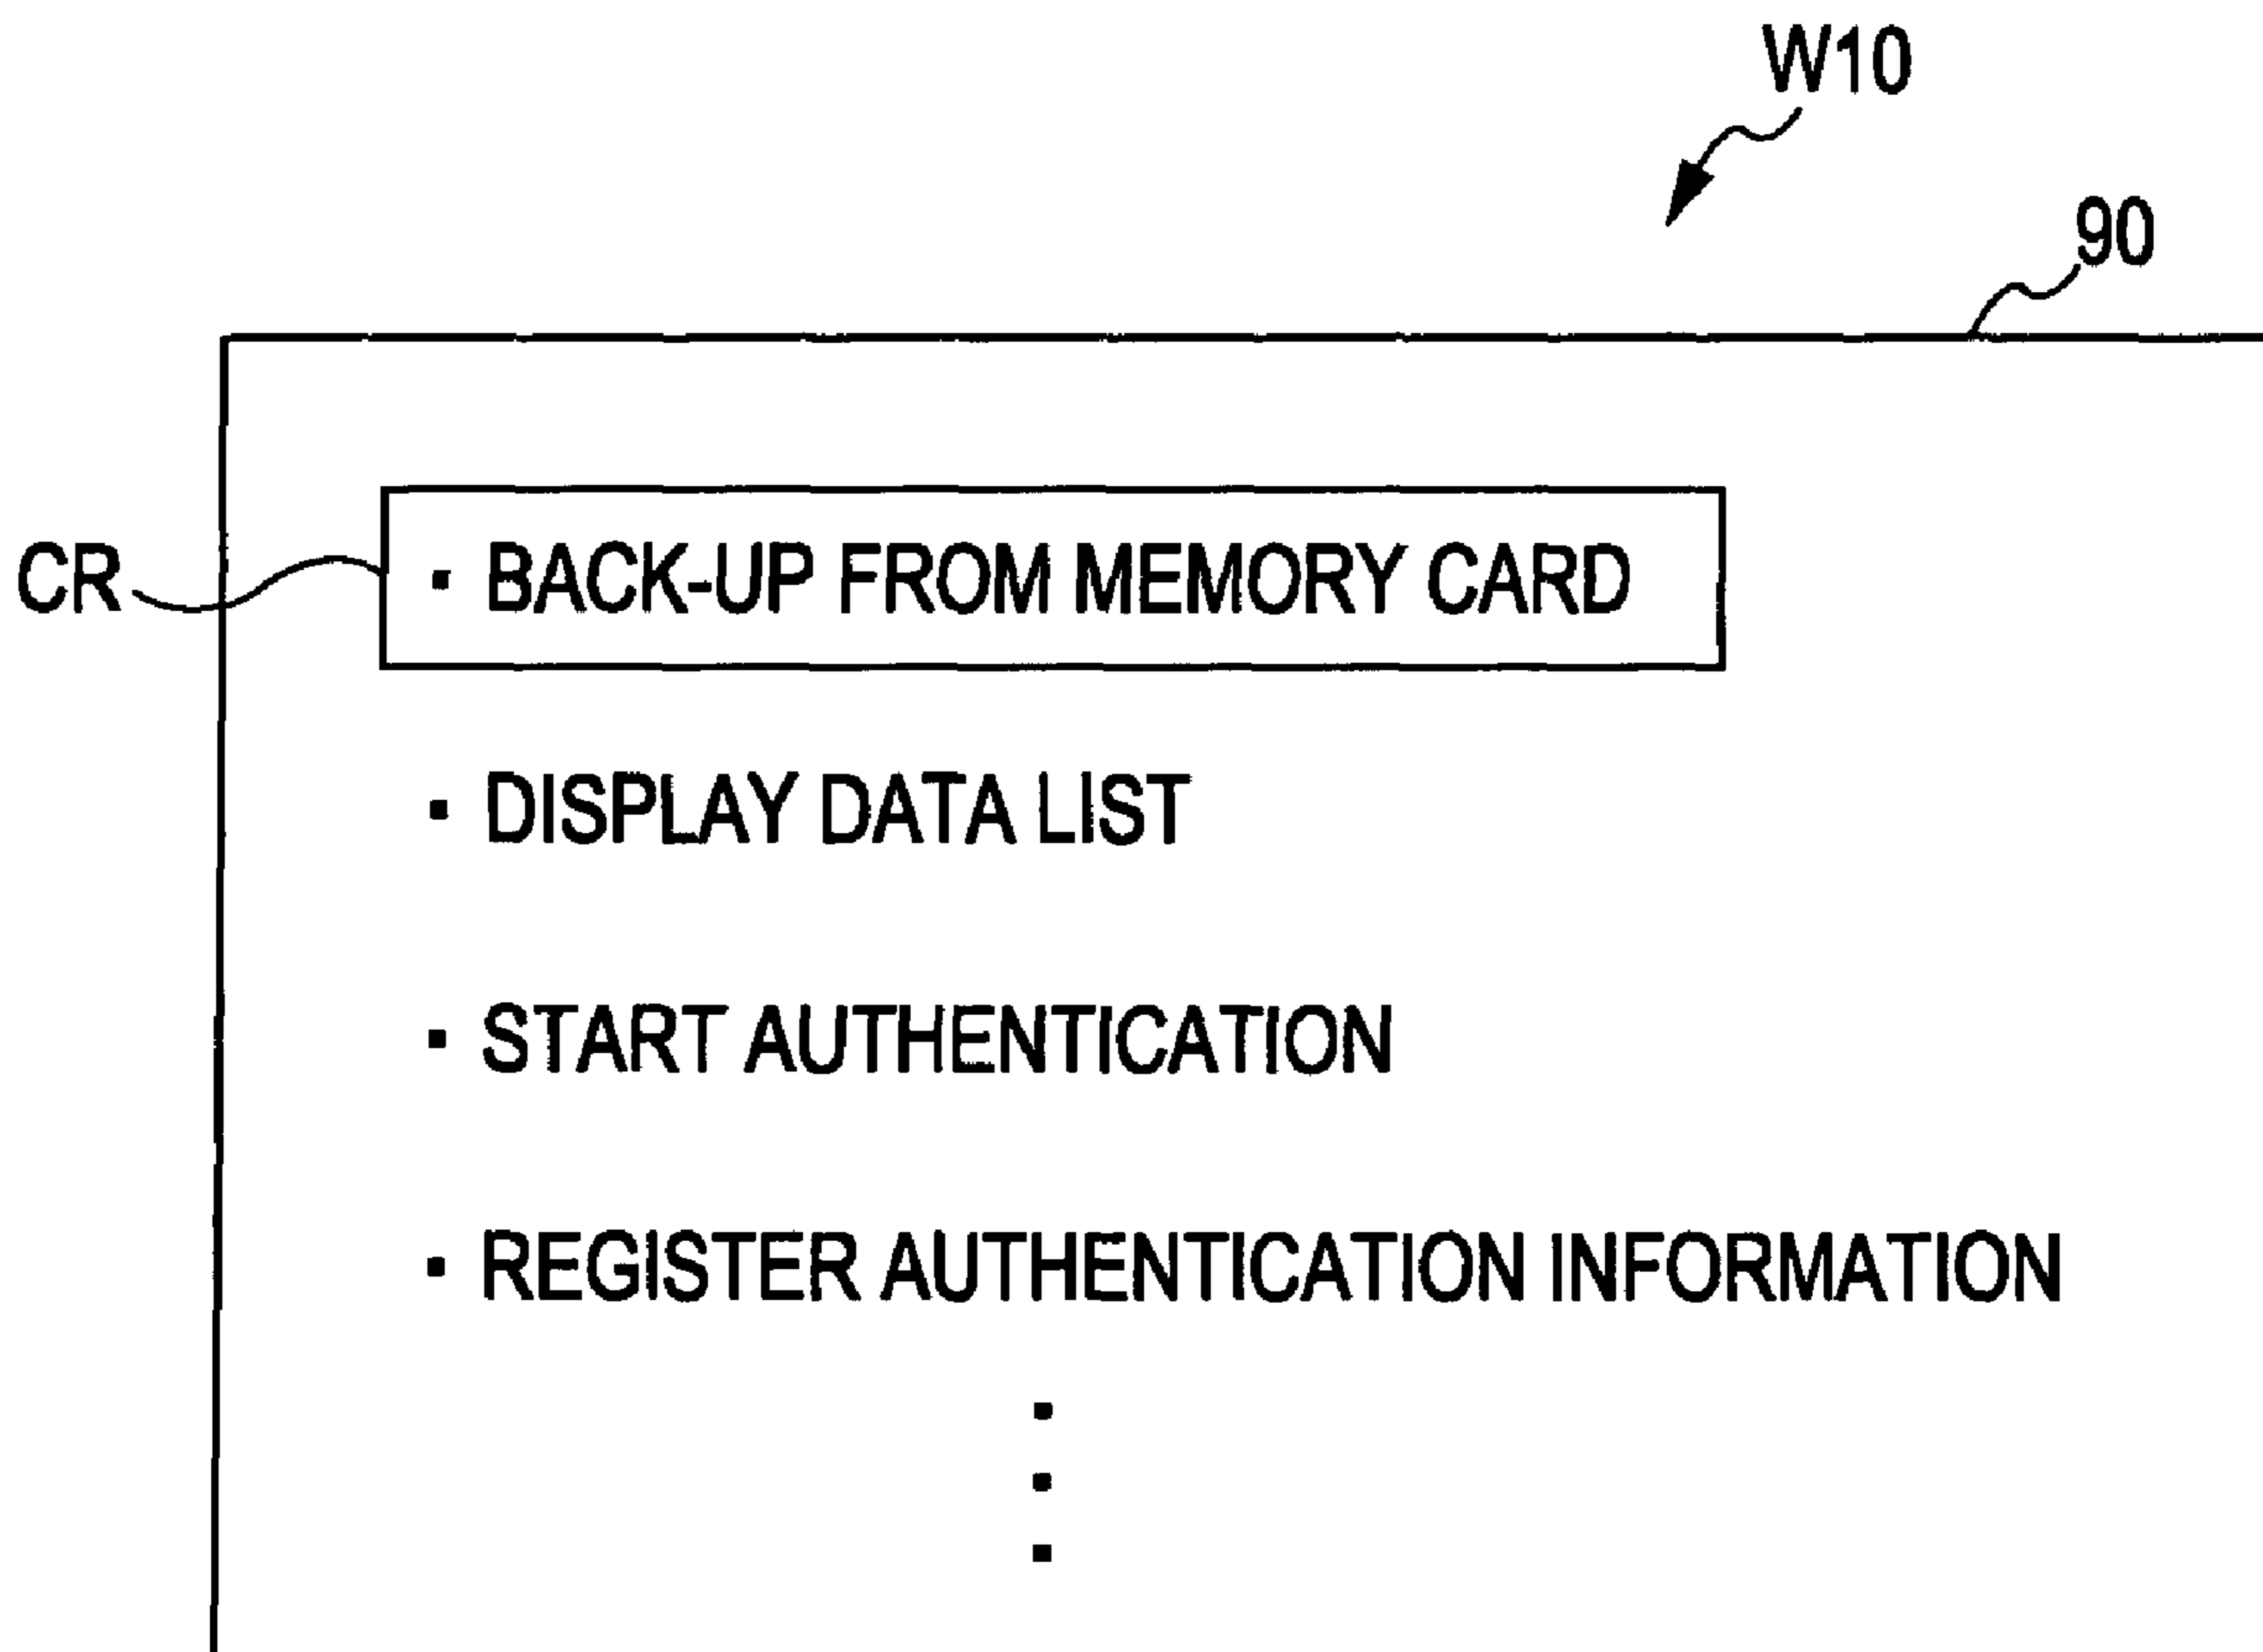 W10
90
CR
▪ BACK-UP FROM MEMORY CARD
▪ DISPLAY DATA LIST
▪ START AUTHENTICATION
▪ REGISTER AUTHENTICATION INFORMATION